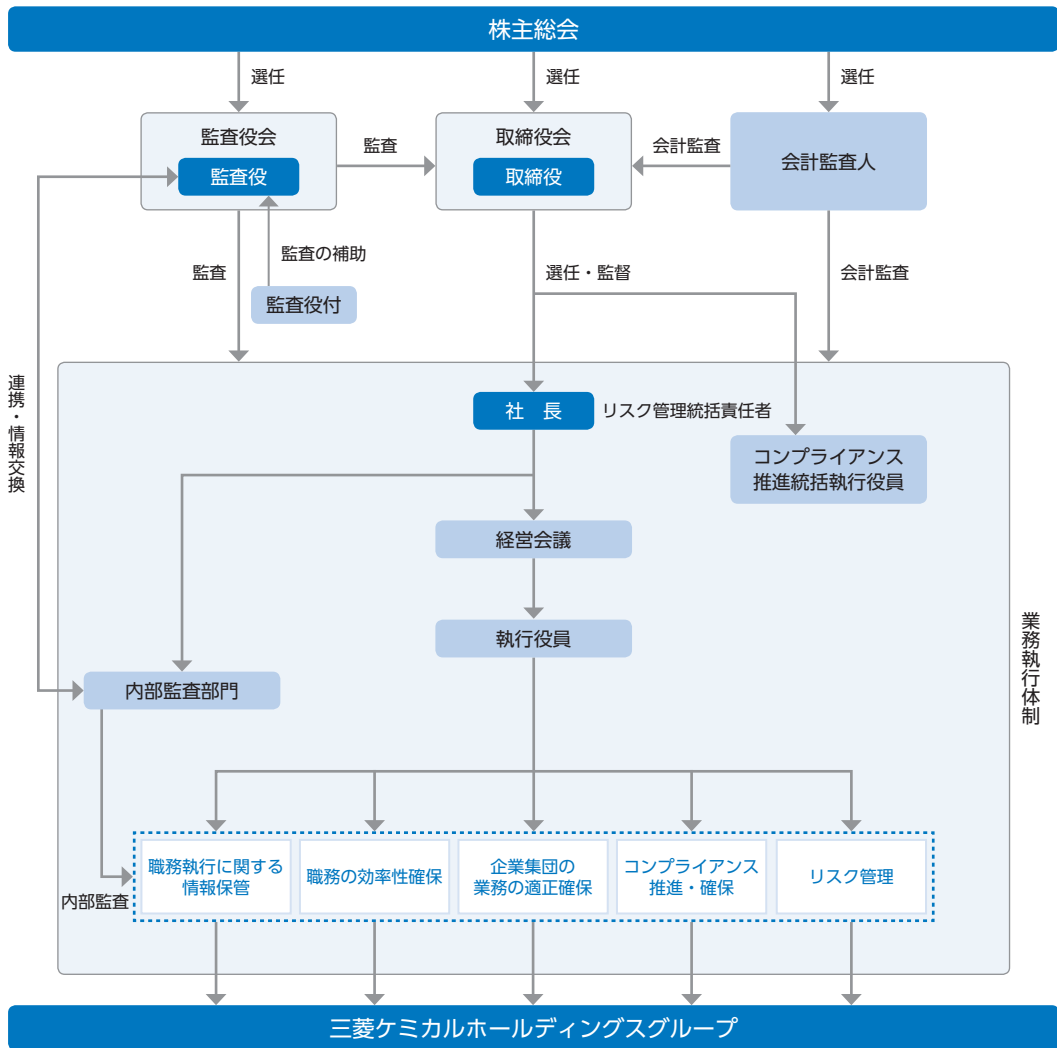 株主総会
選任
選任
選任
監査役会
監査役
監査
取締役会
取締役
会計監査
会計監査人
監査の補助
監査
監査役付
選任・監督
会計監査
連携・情報交換
社 長
リスク管理統括責任者
コンプライアンス
推進統括執行役員
経営会議
執行役員
業務執行体制
内部監査部門
内部監査
職務執行に関する
情報保管
職務の効率性確保
企業集団の
業務の適正確保
コンプライアンス
推進・確保
リスク管理
三菱ケミカルホールディングスグループ